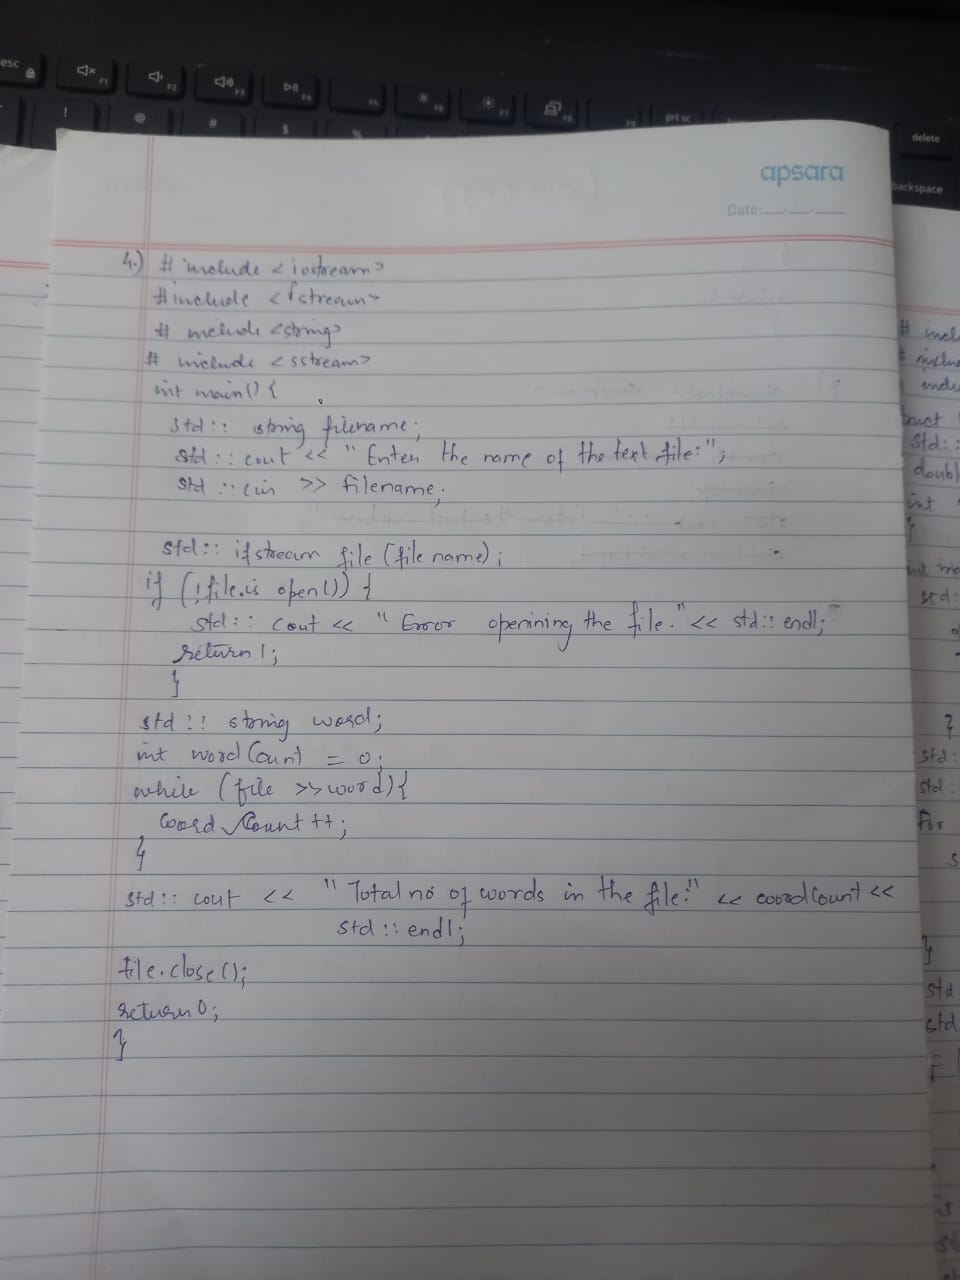 esc
F1
F2
F3
F4
F5
F6
F7
F8
F9
prt sc
!
@
#
$
%
delete
backspace
apsara
Date:
4.) # include <iostream>
#include <fstream>
# include <string>
# include <sstream>
int main() {
std:: string filename;
std::cout << " Enter the name of the text file:";
std::cin >> filename;
std:: ifstream file (file name);
if (!file.is open()) {
std:: cout << " Error openining the file." << std:: endl;
return 1;
}
std:: string word;
int word Count = 0;
while (file >> word) {
word Count ++;
}
std:: cout << " Total no of words in the file:" << wordCount <<
std:: endl;
file.close();
return 0;
}
# incl
# inclu
indu
std::
doubl
int
}
std:
}
std:
std:
For
s
}
std
std